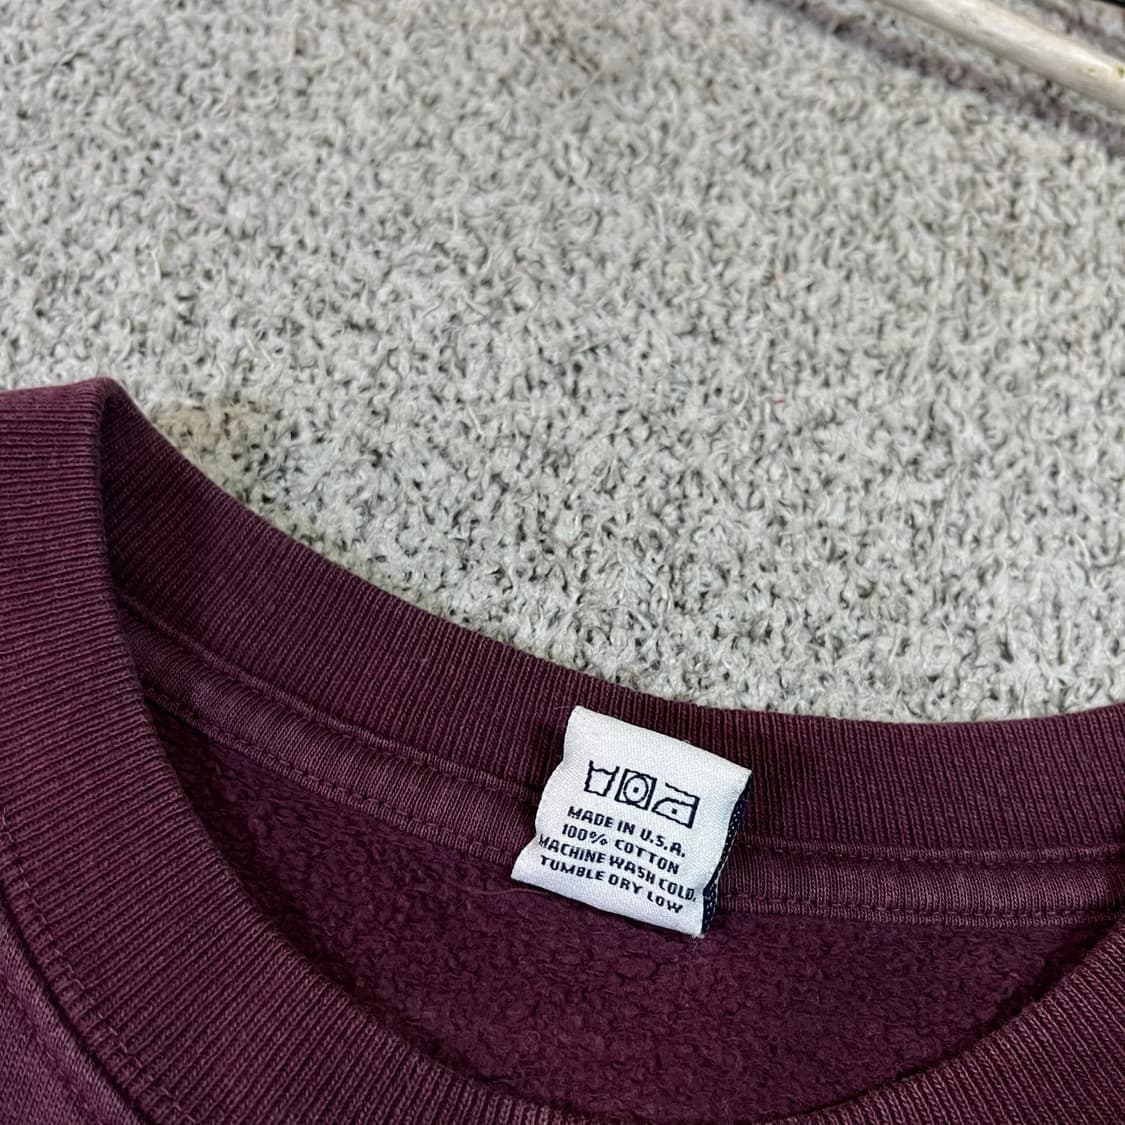 MADE IN U.S.A.
100% COTTON
MACHINE WASH COLD.
TUMBLE DRY LOW